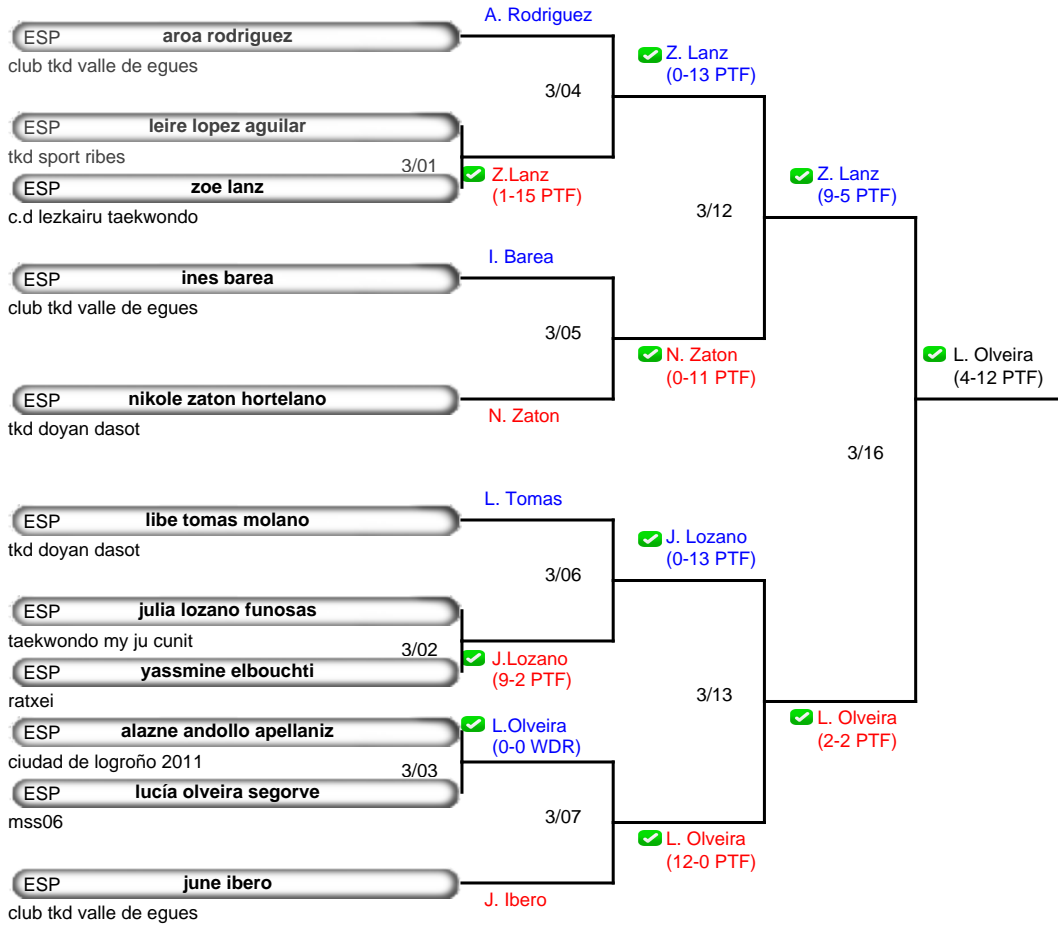 A. Rodriguez
ESP aroa rodriguez
club tkd valle de egues
Z. Lanz
(0-13 PTF)
3/04
ESP leire lopez aguilar
tkd sport ribes
3/01
Z.Lanz
(1-15 PTF)
ESP zoe lanz
c.d lezkairu taekwondo
Z. Lanz
(9-5 PTF)
3/12
I. Barea
ESP ines barea
club tkd valle de egues
3/05
N. Zaton
(0-11 PTF)
L. Olveira
(4-12 PTF)
ESP nikole zaton hortelano
N. Zaton
tkd doyan dasot
3/16
L. Tomas
ESP libe tomas molano
tkd doyan dasot
J. Lozano
(0-13 PTF)
3/06
ESP julia lozano funosas
taekwondo my ju cunit
3/02
J.Lozano
(9-2 PTF)
ESP yassmine elbouchti
ratxei
3/13
L. Olveira
(2-2 PTF)
L.Olveira
(0-0 WDR)
ESP alazne andollo apellaniz
ciudad de logroño 2011
3/03
ESP lucía olveira segorve
mss06
3/07
L. Olveira
(12-0 PTF)
ESP june ibero
J. Ibero
club tkd valle de egues